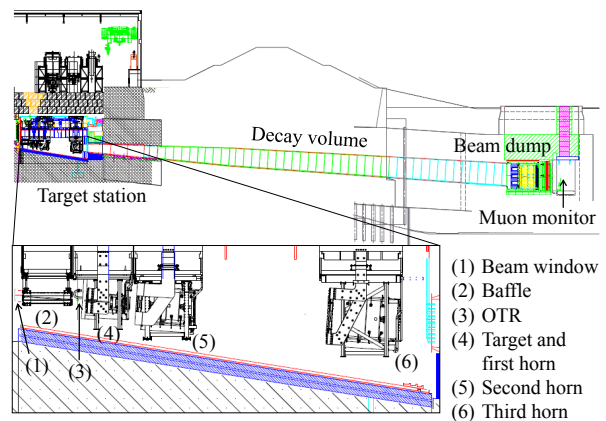 Decay volume
Beam dump
Target station
Muon monitor
(1) Beam window
(2) Baffle
(3) OTR
(4) Target and
first horn
(5) Second horn
(6) Third horn
(2)
(4)
(5)
(6)
(1)
(3)